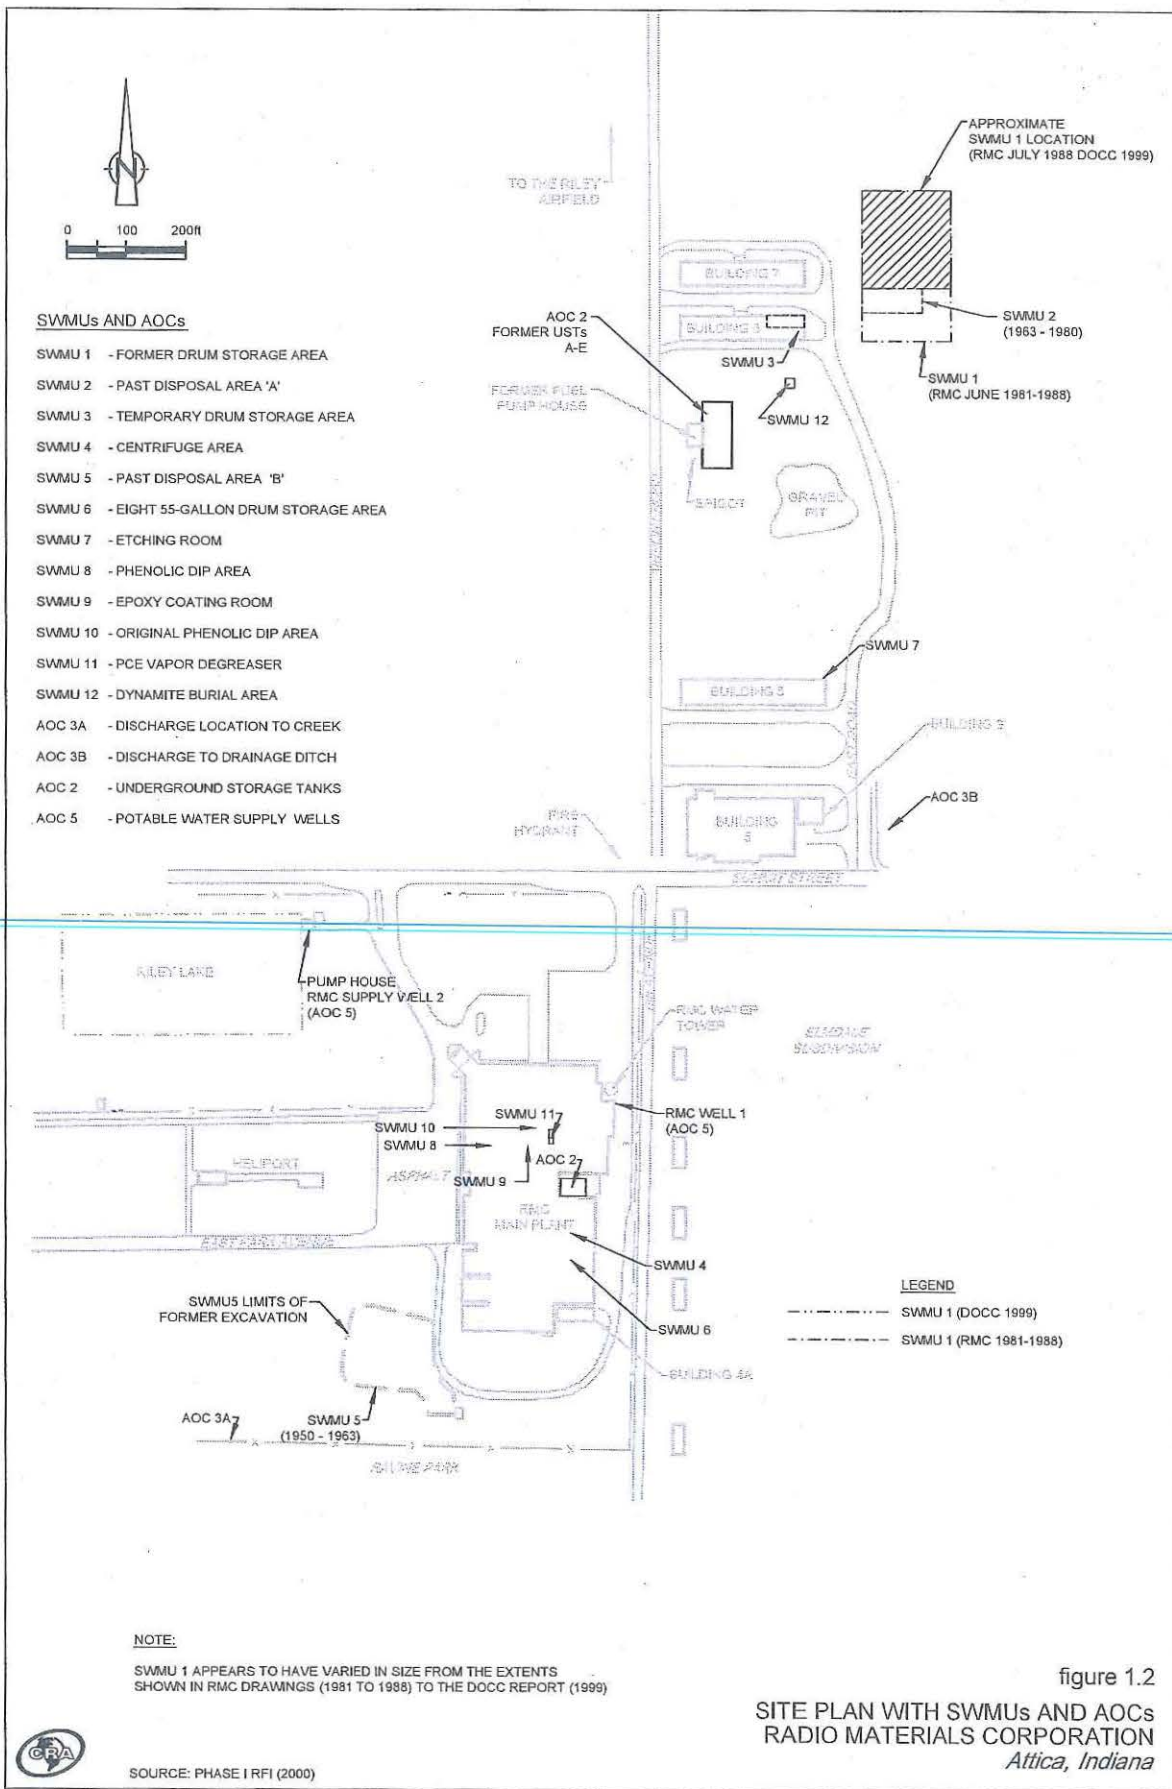 N
0 100 200ft
SWMUs AND AOCs
SWMU 1 - FORMER DRUM STORAGE AREA
SWMU 2 - PAST DISPOSAL AREA 'A'
SWMU 3 - TEMPORARY DRUM STORAGE AREA
SWMU 4 - CENTRIFUGE AREA
SWMU 5 - PAST DISPOSAL AREA 'B'
SWMU 6 - EIGHT 55-GALLON DRUM STORAGE AREA
SWMU 7 - ETCHING ROOM
SWMU 8 - PHENOLIC DIP AREA
SWMU 9 - EPOXY COATING ROOM
SWMU 10 - ORIGINAL PHENOLIC DIP AREA
SWMU 11 - PCE VAPOR DEGREASER
SWMU 12 - DYNAMITE BURIAL AREA
AOC 3A - DISCHARGE LOCATION TO CREEK
AOC 3B - DISCHARGE TO DRAINAGE DITCH
AOC 2 - UNDERGROUND STORAGE TANKS
AOC 5 - POTABLE WATER SUPPLY WELLS
TO THE RILEY
AIRFIELD
APPROXIMATE
SWMU 1 LOCATION
(RMC JULY 1988 DOCC 1999)
BUILDING 7
AOC 2
FORMER USTs
A-E
BUILDING
SWMU 3
SWMU 2
(1963 - 1980)
SWMU 1
(RMC JUNE 1981-1988)
FORMER FUEL
PUMP HOUSE
SWMU 12
SPIGOT
GRAVEL
PIT
SWMU 7
BUILDING
BUILDING
AOC 3B
BUILDING
FIRE
HYDRANT
SUMMIT STREET
RILEY LAKE
PUMP HOUSE
RMC SUPPLY WELL 2
(AOC 5)
RMC WATER
TOWER
ELMDALE
SUBDIVISION
RMC WELL 1
(AOC 5)
SWMU 11
SWMU 10
SWMU 8
AOC 2
SWMU 9
HELIPORT
ASPHALT
RMC
MAIN PLANT
EAST PARK AVENUE
SWMU 4
SWMU5 LIMITS OF
FORMER EXCAVATION
SWMU 6
BUILDING 4A
AOC 3A
SWMU 5
(1950 - 1963)
RAVINE PARK
LEGEND
SWMU 1 (DOCC 1999)
SWMU 1 (RMC 1981-1988)
NOTE:
SWMU 1 APPEARS TO HAVE VARIED IN SIZE FROM THE EXTENTS
SHOWN IN RMC DRAWINGS (1981 TO 1988) TO THE DOCC REPORT (1999)
figure 1.2
SITE PLAN WITH SWMUs AND AOCs
RADIO MATERIALS CORPORATION
Attica, Indiana
CRA
SOURCE: PHASE I RFI (2000)